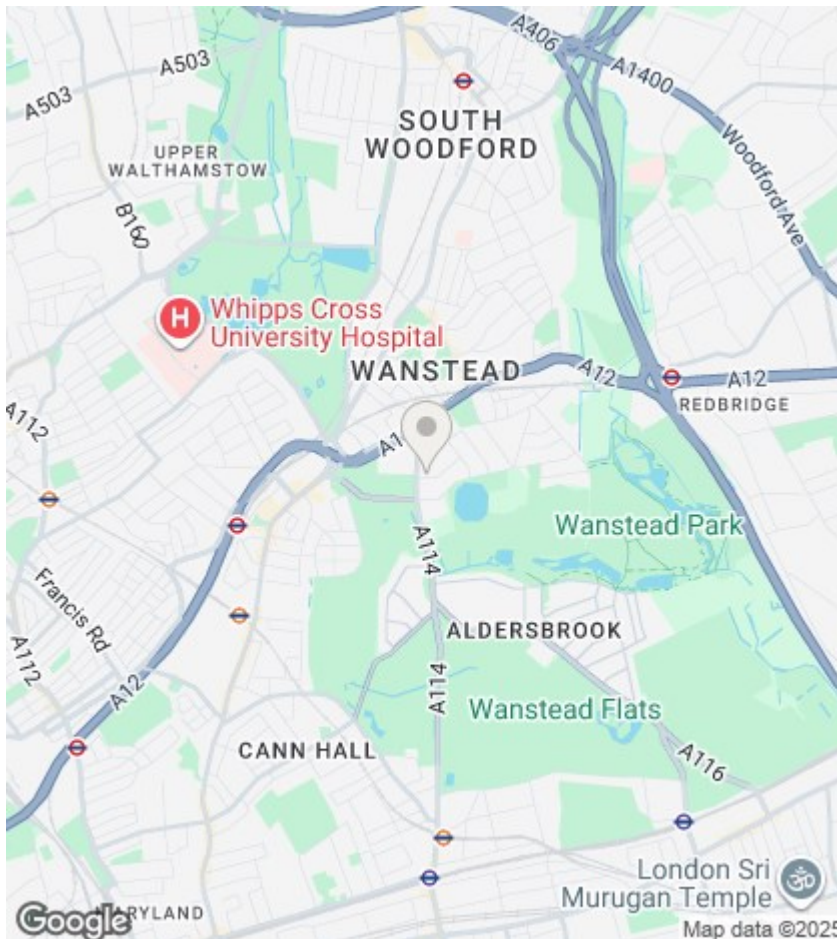 A406
A503
A503
A1400
SOUTH
WOODFORD
UPPER
WALTHAMSTOW
Woodford Ave
B160
H
Whipps Cross
University Hospital
WANSTEAD
A12
A12
REDBRIDGE
A112
Wanstead Park
A114
Francis Rd
ALDERSBROOK
A112
A12
A114
Wanstead Flats
CANN HALL
A116
London Sri
Murugan Temple
Google
Map data ©2025